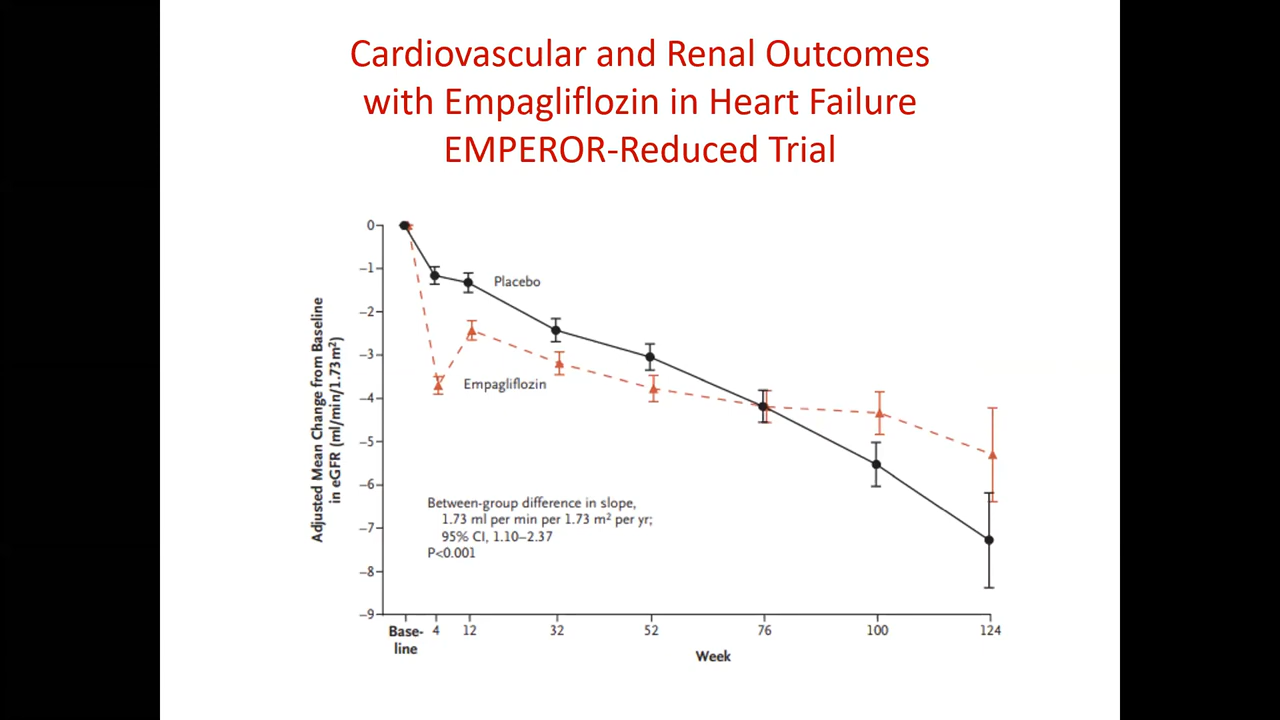 Cardiovascular and Renal Outcomes
with Empagliflozin in Heart Failure
EMPEROR-Reduced Trial
0
–1
–2
–3
–4
–5
–6
–7
–8
–9
Adjusted Mean Change from Baseline
in eGFR (ml/min/1.73 m²)
Placebo
Empagliflozin
Between-group difference in slope,
1.73 ml per min per 1.73 m² per yr;
95% CI, 1.10–2.37
P<0.001
Base-
line
4
12
32
52
76
100
124
Week